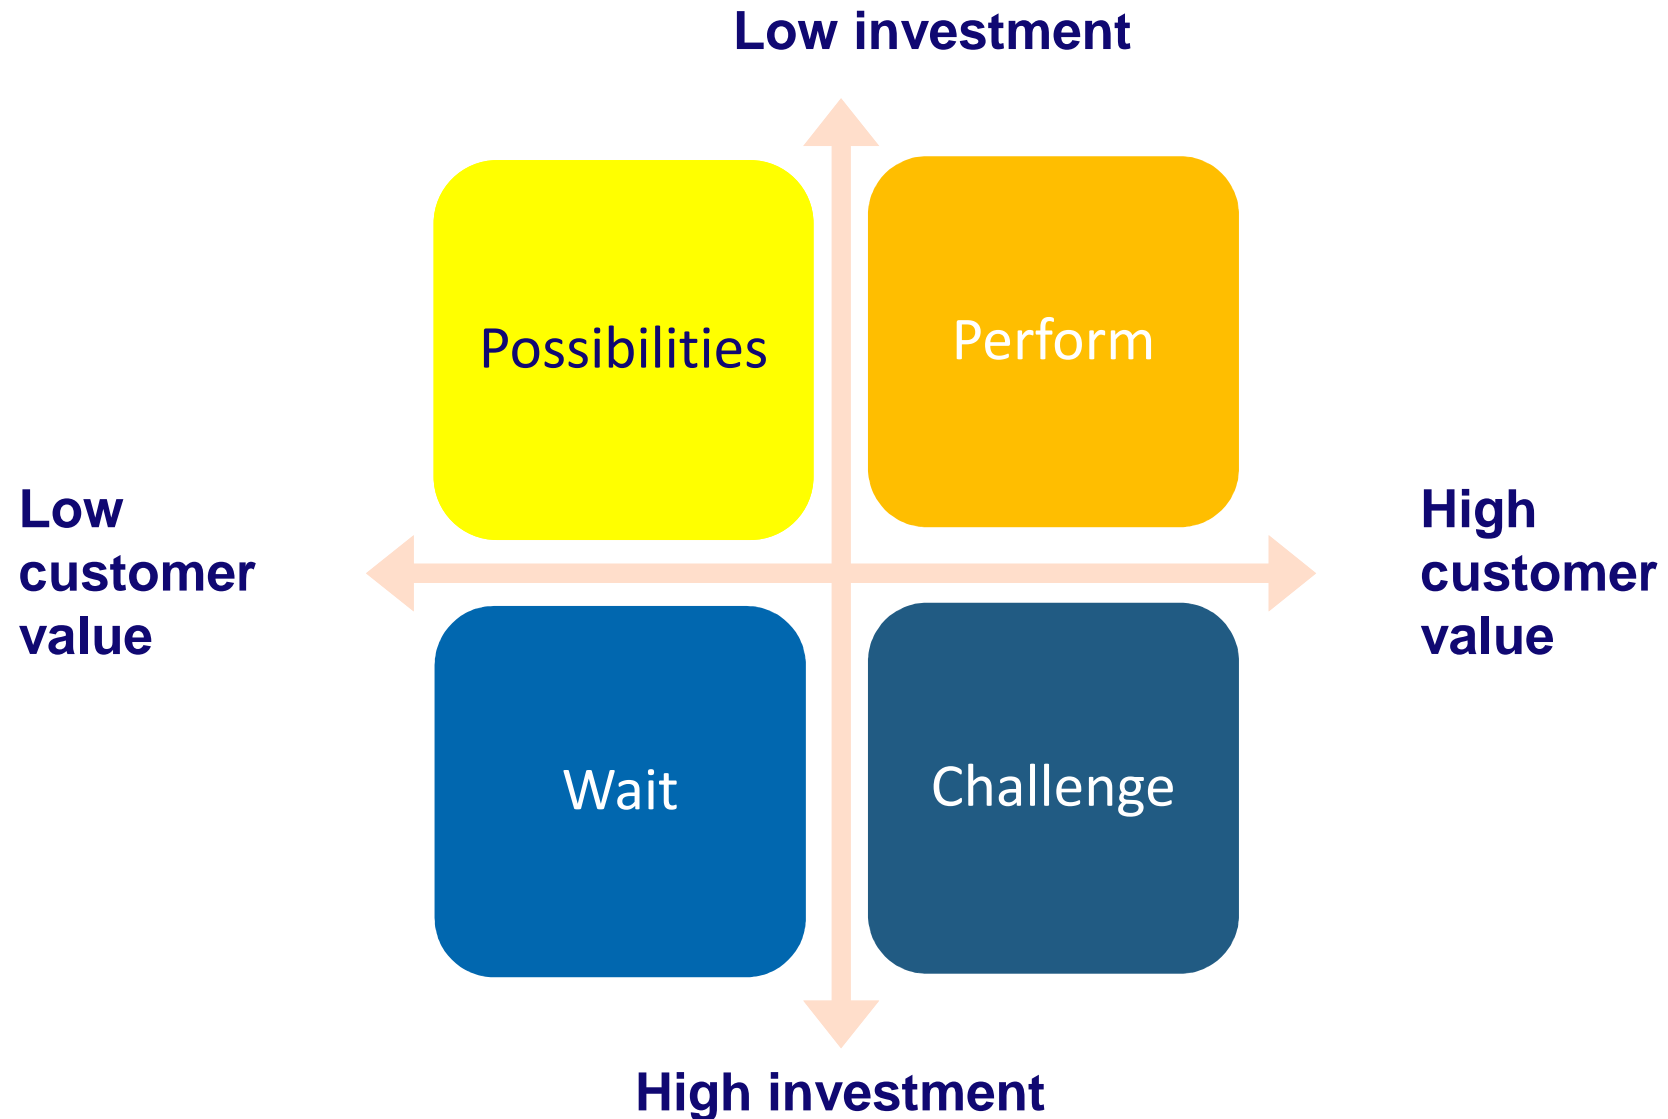 Low investment
Possibilities
Perform
Low
customer
value
High
customer
value
Wait
Challenge
High investment